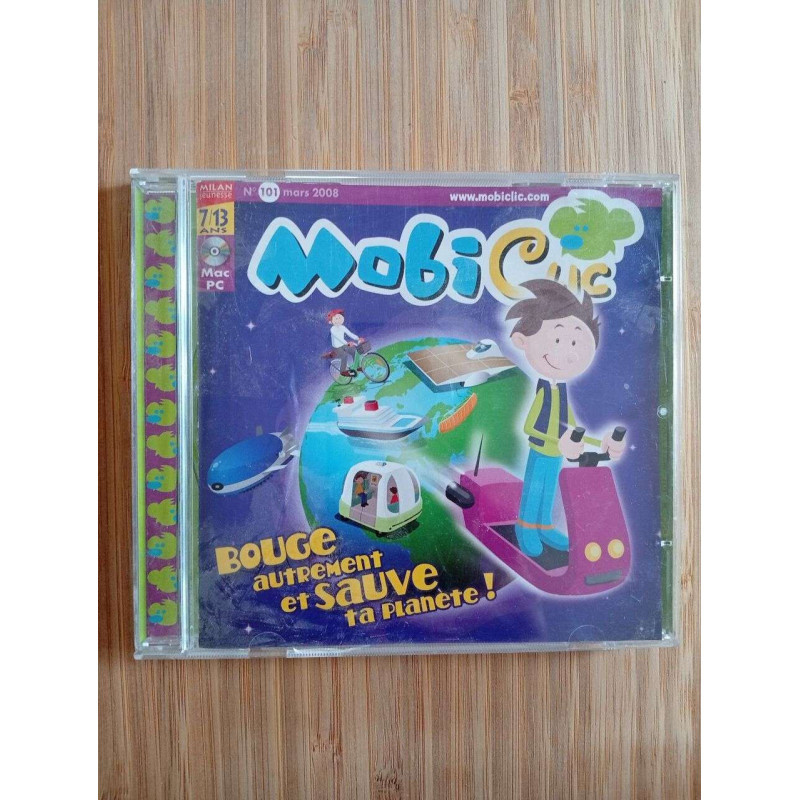 MILAN
jeunesse
7/13
ANS
Mac
PC
N° 101 mars 2008
www.mobiclic.com
MobiClic
BOUGE
autrement
et sauve
ta planète !